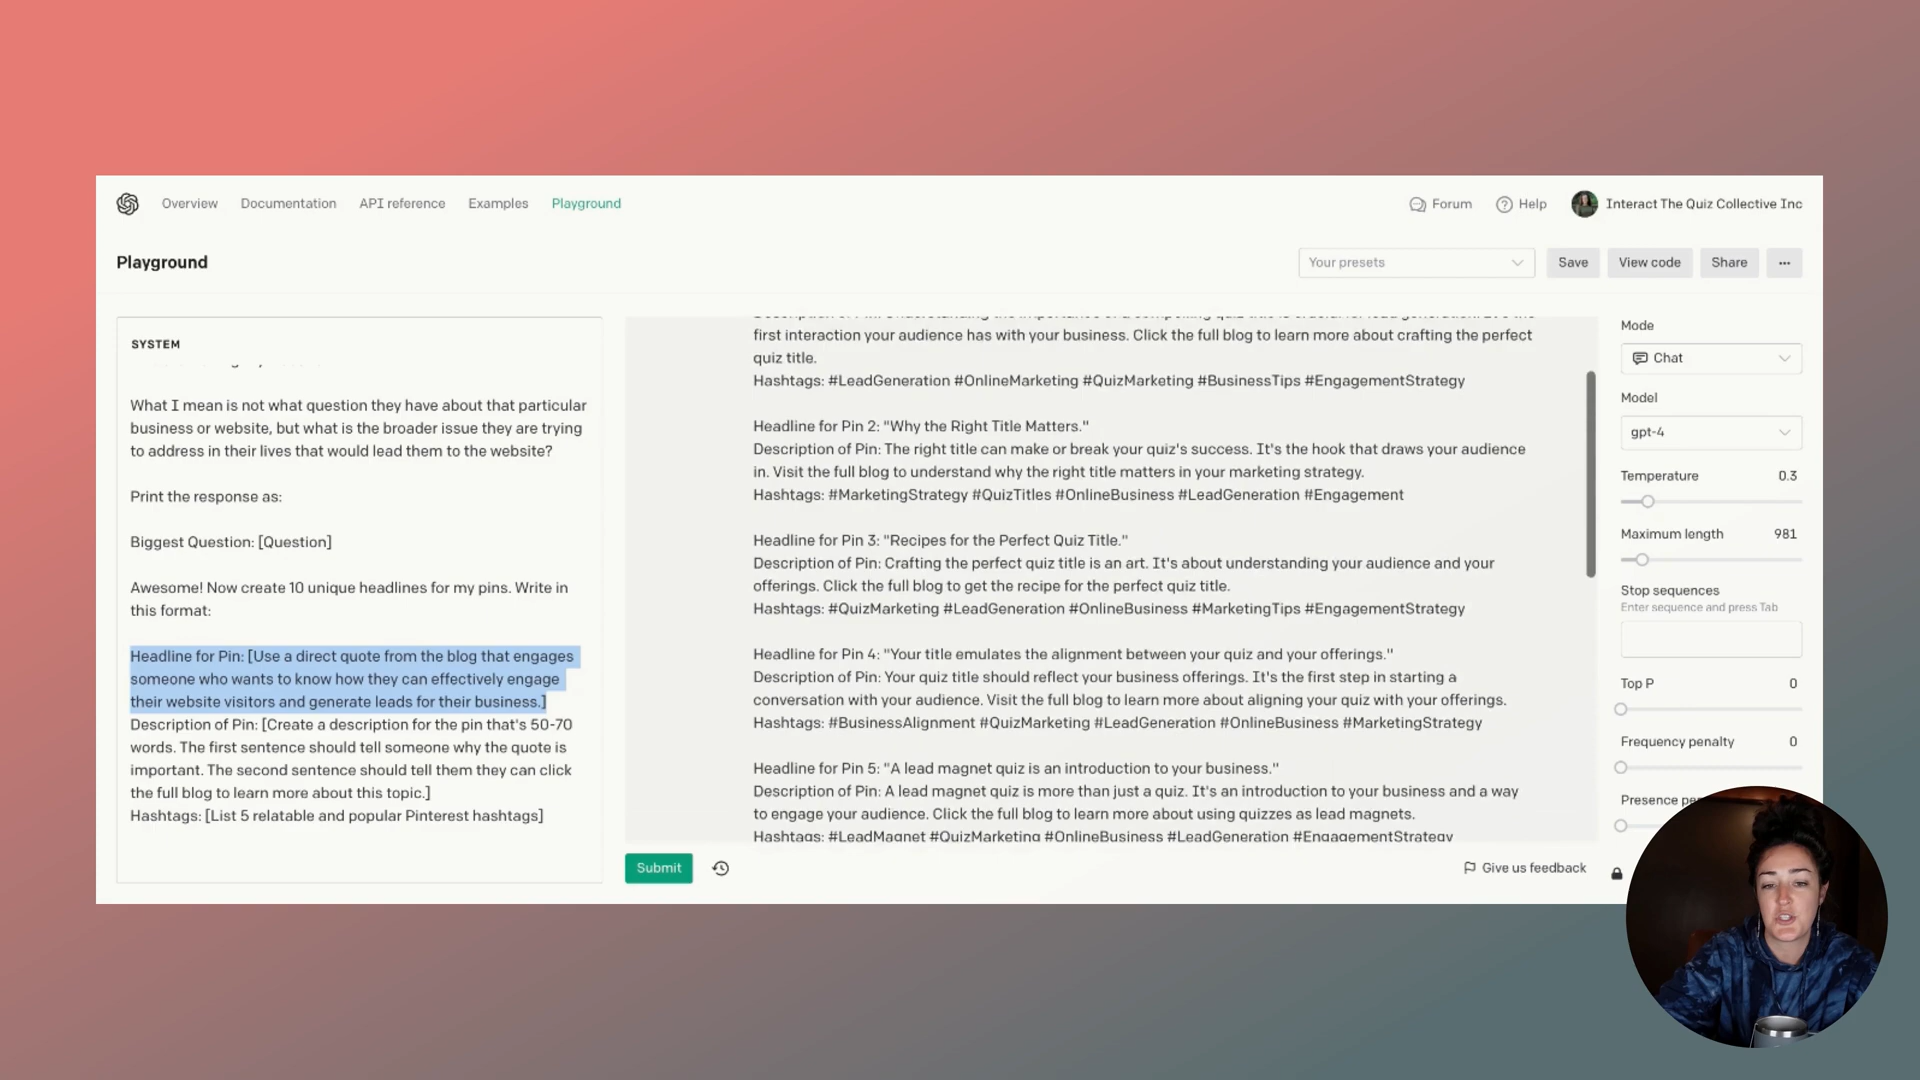 Overview Documentation API reference Examples Playground
Forum Help Interact The Quiz Collective Inc
Playground
Your presets Save View code Share ...
SYSTEM
What I mean is not what question they have about that particular
business or website, but what is the broader issue they are trying
to address in their lives that would lead them to the website?
Print the response as:
Biggest Question: [Question]
Awesome! Now create 10 unique headlines for my pins. Write in
this format:
Headline for Pin: [Use a direct quote from the blog that engages
someone who wants to know how they can effectively engage
their website visitors and generate leads for their business.]
Description of Pin: [Create a description for the pin that's 50-70
words. The first sentence should tell someone why the quote is
important. The second sentence should tell them they can click
the full blog to learn more about this topic.]
Hashtags: [List 5 relatable and popular Pinterest hashtags]
first interaction your audience has with your business. Click the full blog to learn more about crafting the perfect
quiz title.
Hashtags: #LeadGeneration #OnlineMarketing #QuizMarketing #BusinessTips #EngagementStrategy
Headline for Pin 2: "Why the Right Title Matters."
Description of Pin: The right title can make or break your quiz's success. It's the hook that draws your audience
in. Visit the full blog to understand why the right title matters in your marketing strategy.
Hashtags: #MarketingStrategy #QuizTitles #OnlineBusiness #LeadGeneration #Engagement
Headline for Pin 3: "Recipes for the Perfect Quiz Title."
Description of Pin: Crafting the perfect quiz title is an art. It's about understanding your audience and your
offerings. Click the full blog to get the recipe for the perfect quiz title.
Hashtags: #QuizMarketing #LeadGeneration #OnlineBusiness #MarketingTips #EngagementStrategy
Headline for Pin 4: "Your title emulates the alignment between your quiz and your offerings."
Description of Pin: Your quiz title should reflect your business offerings. It's the first step in starting a
conversation with your audience. Visit the full blog to learn more about aligning your quiz with your offerings.
Hashtags: #BusinessAlignment #QuizMarketing #LeadGeneration #OnlineBusiness #MarketingStrategy
Headline for Pin 5: "A lead magnet quiz is an introduction to your business."
Description of Pin: A lead magnet quiz is more than just a quiz. It's an introduction to your business and a way
to engage your audience. Click the full blog to learn more about using quizzes as lead magnets.
Hashtags: #LeadMagnet #QuizMarketing #OnlineBusiness #LeadGeneration #EngagementStrategy
Submit
Give us feedback
Mode
Chat
Model
gpt-4
Temperature 0.3
Maximum length 981
Stop sequences
Enter sequence and press Tab
Top P 0
Frequency penalty 0
Presence